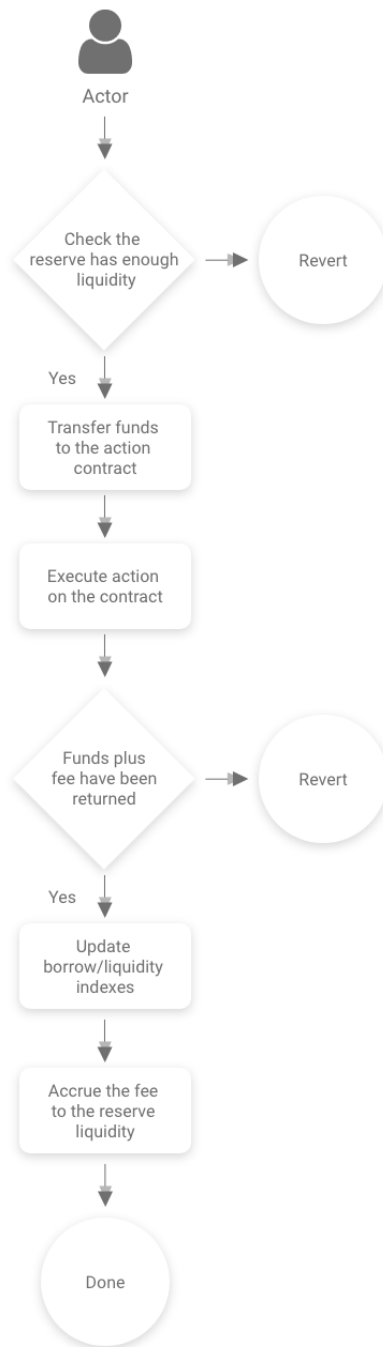 Actor
Check the
reserve has enough
liquidity
Revert
Yes
Transfer funds
to the action
contract
Execute action
on the contract
Funds plus
fee have been
returned
Revert
Yes
Update
borrow/liquidity
indexes
Accrue the fee
to the reserve
liquidity
Done